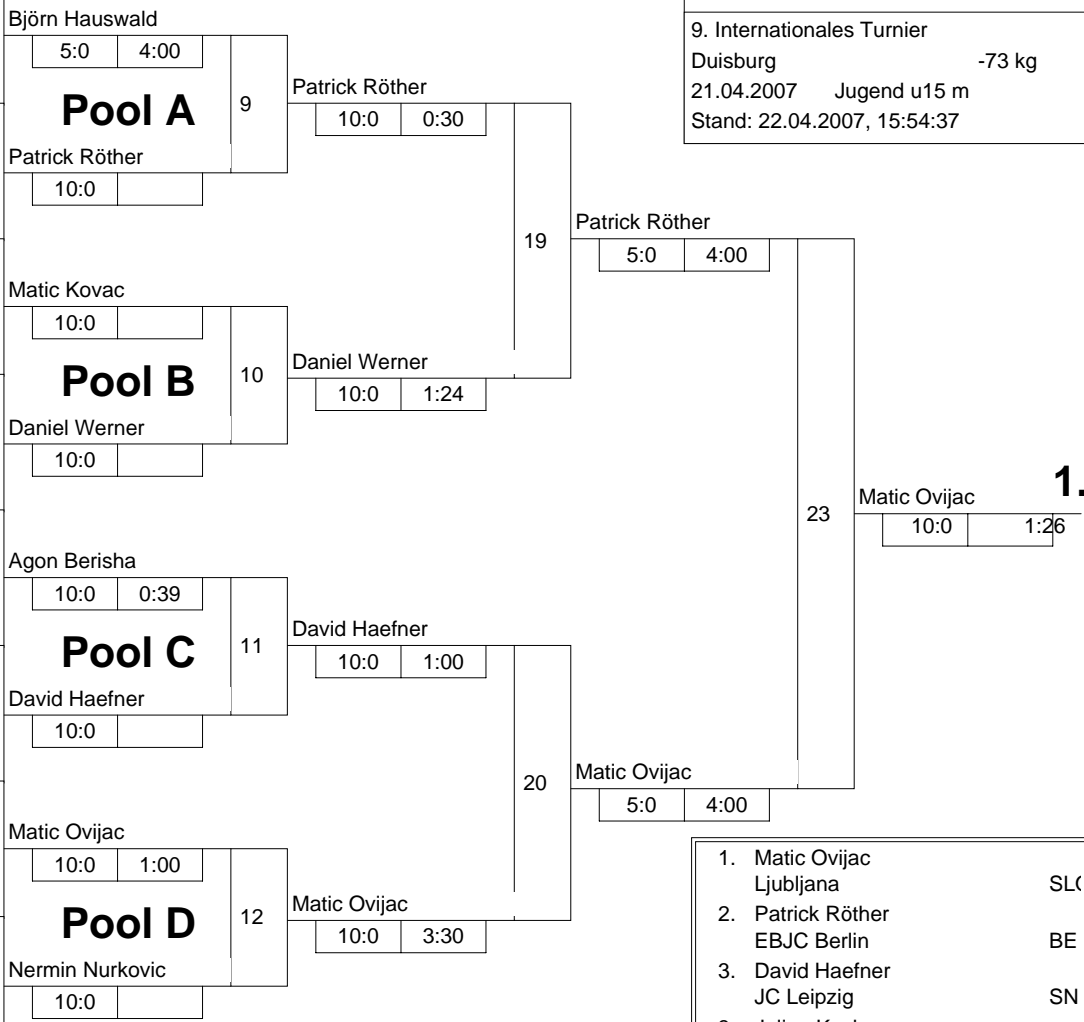 Björn Hauswald
5:0 4:00
Pool A
9
Patrick Röther
10:0
Patrick Röther
10:0 0:30
Matic Kovac
10:0
Pool B
10
Daniel Werner
10:0
Daniel Werner
10:0 1:24
19
Patrick Röther
5:0 4:00
Agon Berisha
10:0 0:39
Pool C
11
David Haefner
10:0
David Haefner
10:0 1:00
Matic Ovijac
10:0 1:00
Pool D
12
Nermin Nurkovic
10:0
Matic Ovijac
10:0 3:30
20
Matic Ovijac
5:0 4:00
23
Matic Ovijac
1.
10:0 1:26
9. Internationales Turnier
Duisburg -73 kg
21.04.2007 Jugend u15 m
Stand: 22.04.2007, 15:54:37
1. Matic Ovijac
Ljubljana
2. Patrick Röther
EBJC Berlin BE
3. David Haefner
JC Leipzig SN